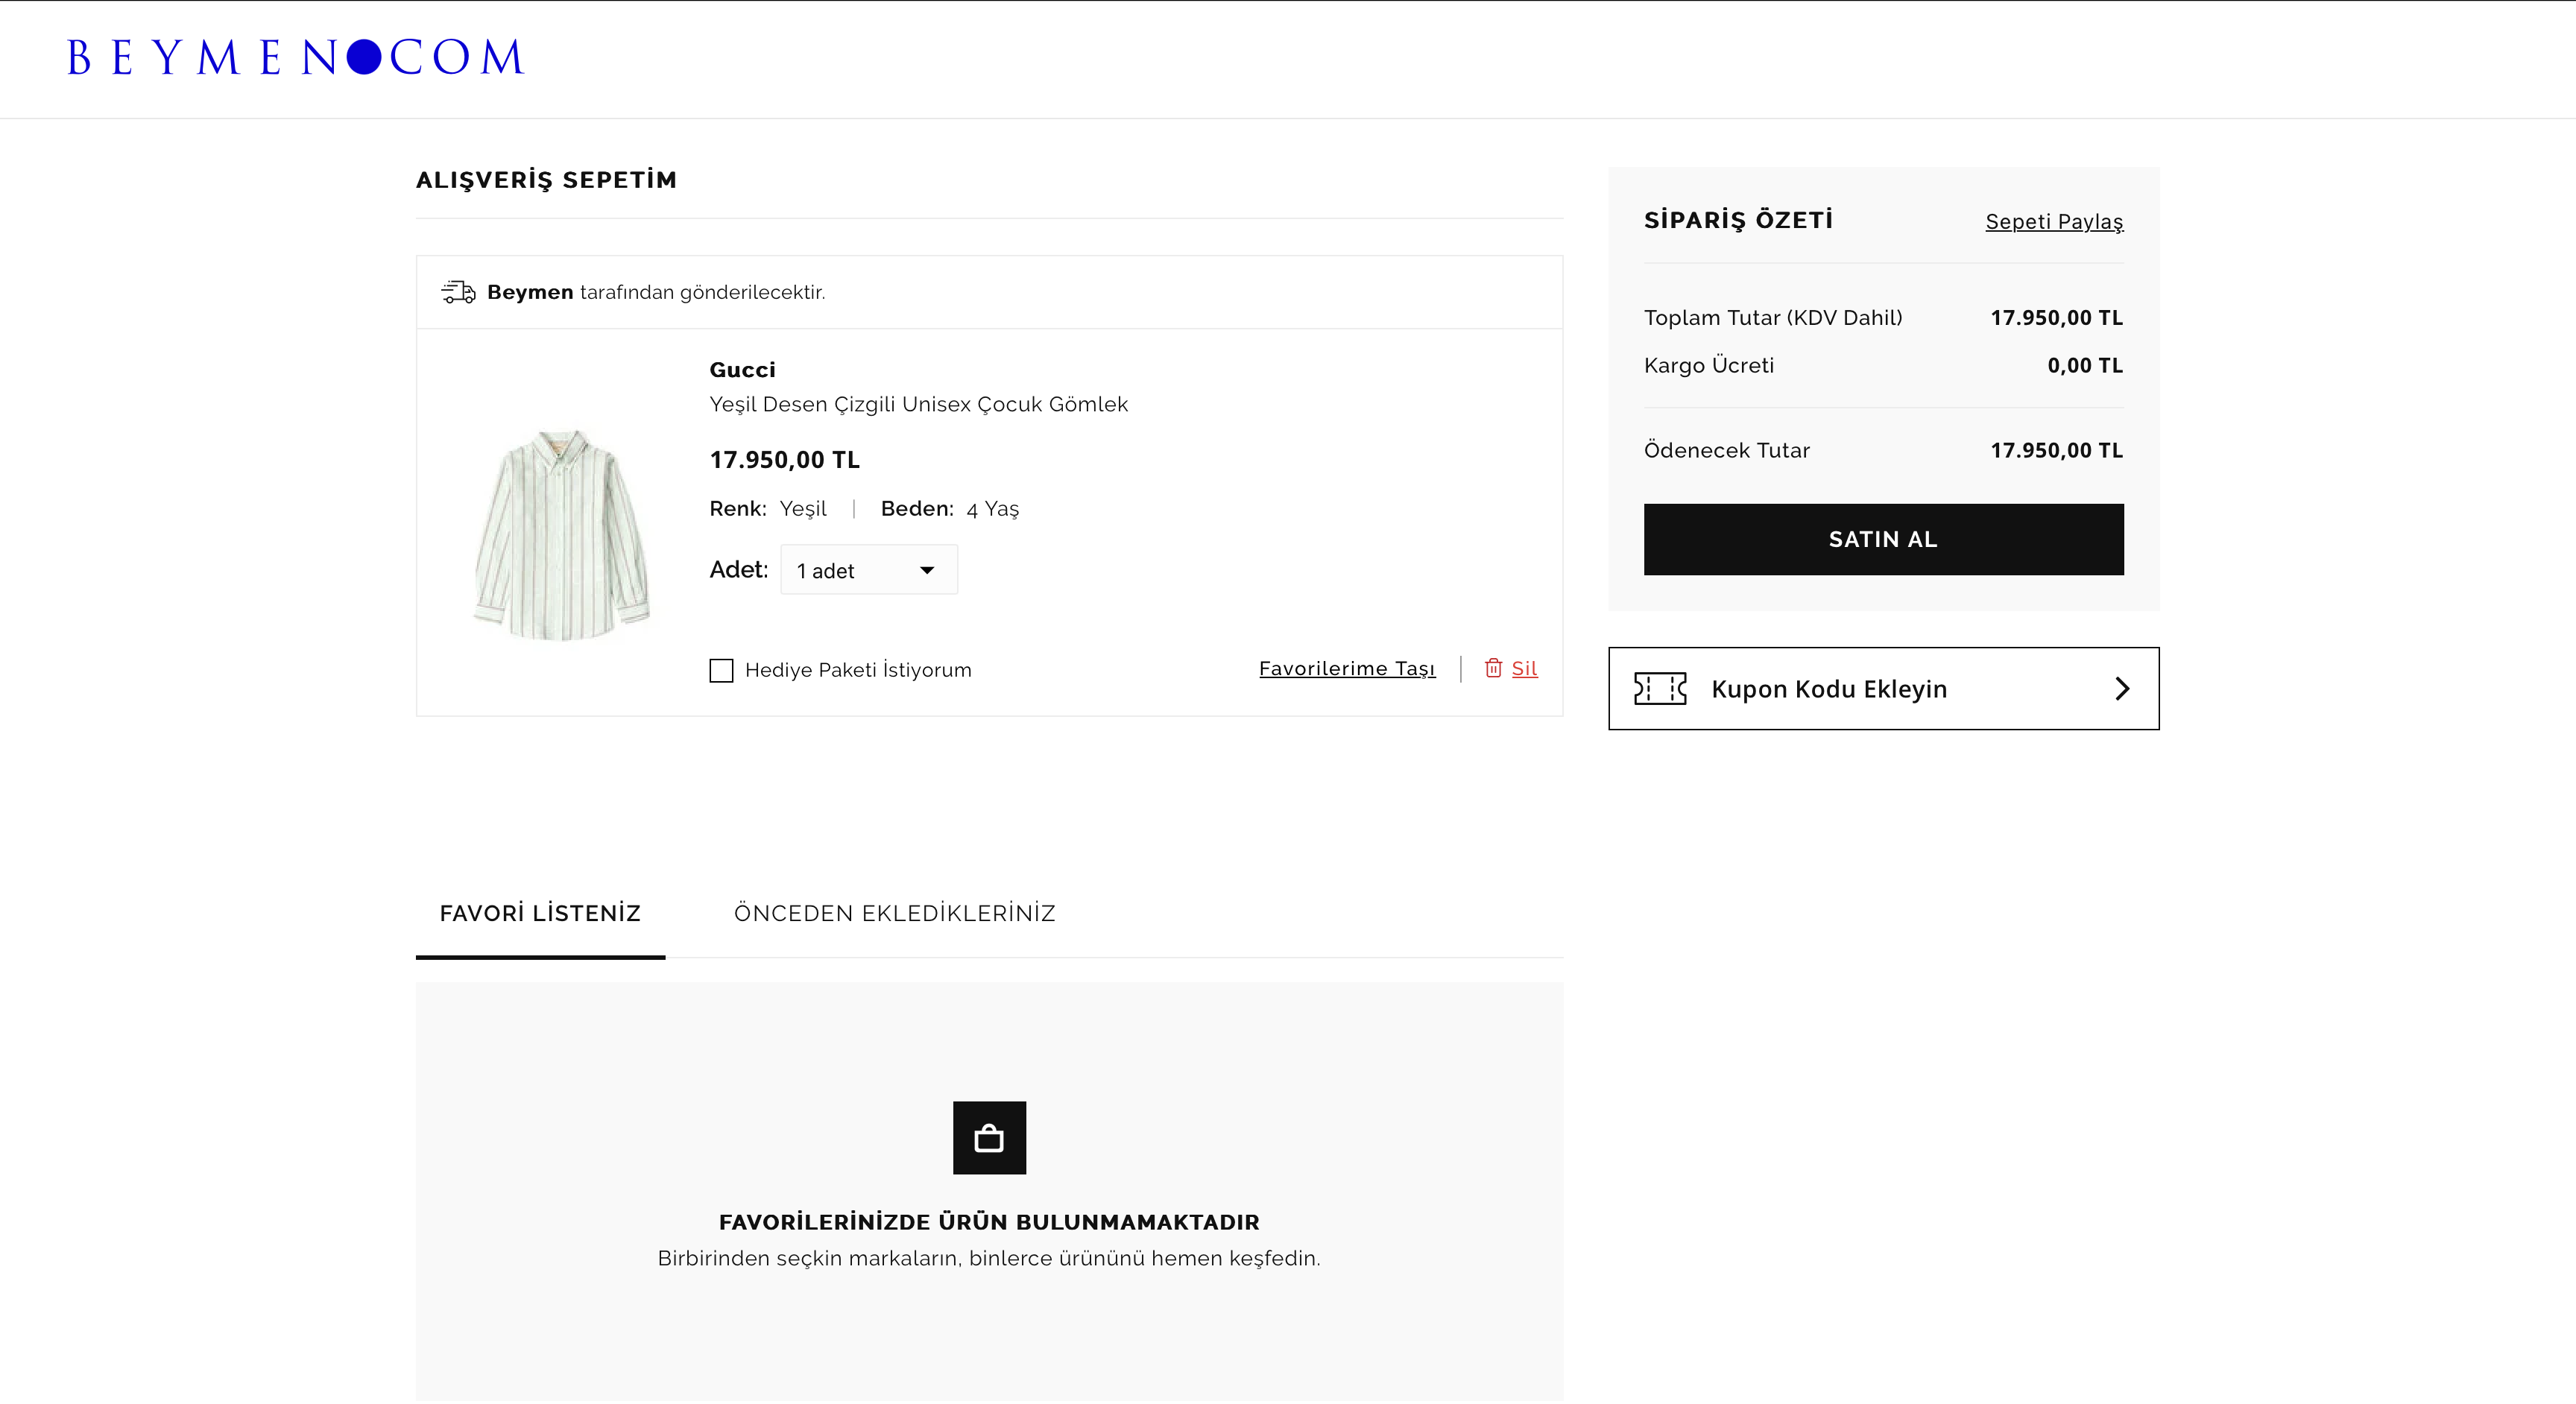 BEYMEN●COM
ALIŞVERİŞ SEPETİM
Beymen tarafından gönderilecektir.
Gucci
Yeşil Desen Çizgili Unisex Çocuk Gömlek
17.950,00 TL
Renk: Yeşil | Beden: 4 Yaş
Adet: 1 adet
Hediye Paketi İstiyorum
Favorilerime Taşı | Sil
SİPARİŞ ÖZETİ
Sepeti Paylaş
Toplam Tutar (KDV Dahil) 17.950,00 TL
Kargo Ücreti 0,00 TL
Ödenecek Tutar 17.950,00 TL
SATIN AL
Kupon Kodu Ekleyin
FAVORİ LİSTENİZ
ÖNCEDEN EKLEDİKLERİNİZ
FAVORİLERİNİZDE ÜRÜN BULUNMAMAKTADIR
Birbirinden seçkin markaların, binlerce ürününü hemen keşfedin.